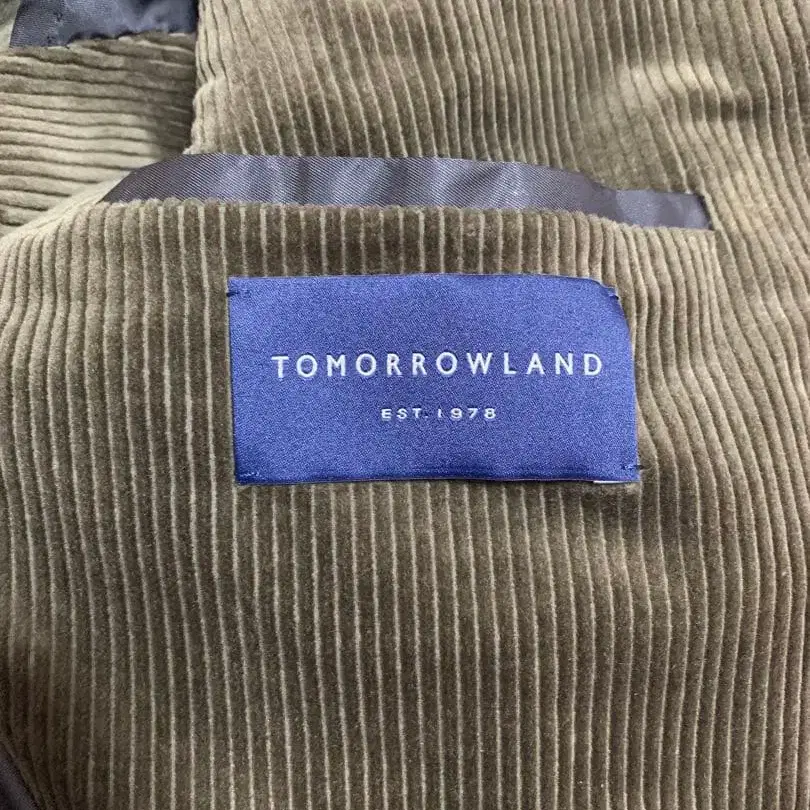 TOMORROWLAND
EST. 1978